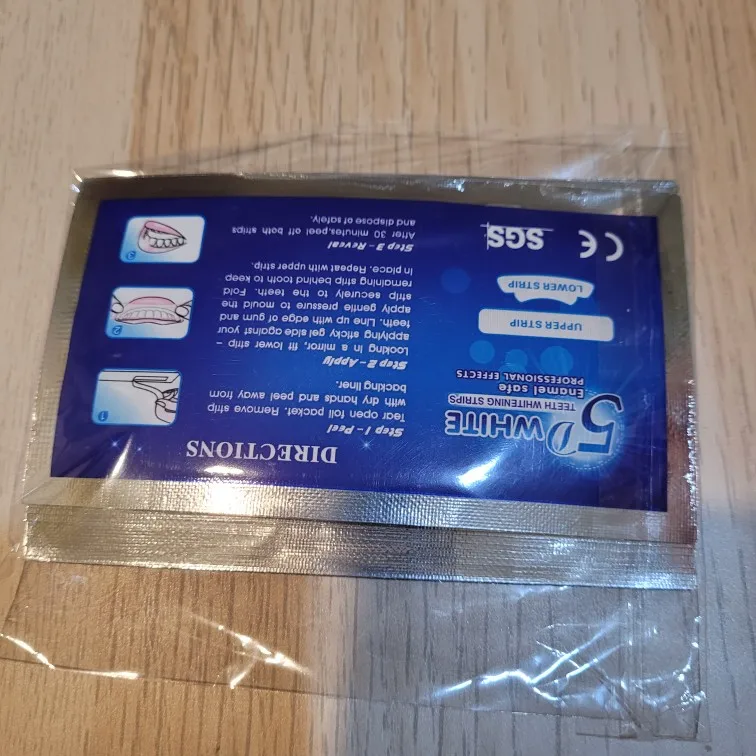 5D WHITE
TEETH WHITENING STRIPS
Enamel safe
PROFESSIONAL EFFECTS
UPPER STRIP
LOWER STRIP
CE SGS
DIRECTIONS
Step 1 - Peel
Tear open foil pocket. Remove strip
with dry hands and peel away from
backing liner.
Step 2 - Apply
Looking in a mirror, fit lower strip -
applying sticky gel side against your
teeth. Line up with edge of gum and
apply gentle pressure to mould the
strip securely to the teeth. Fold
remaining strip behind tooth to keep
in place. Repeat with upper strip.
Step 3 - Reveal
After 30 minutes,peel off both strips
and dispose of safely.
1
2
3